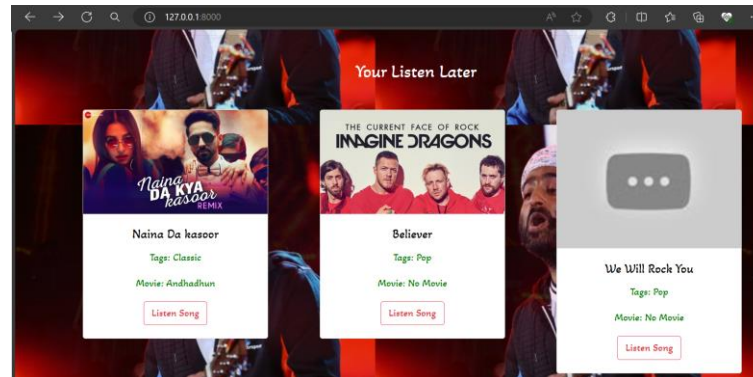 127.0.0.1:8000
Your Listen Later
Naina
DA KYA
kasoor
REMIX
Naina Da kasoor
Tags: Classic
Movie: Andhadhun
Listen Song
THE CURRENT FACE OF ROCK
IMAGINE DRAGONS
Believer
Tags: Pop
Movie: No Movie
Listen Song
We Will Rock You
Tags: Pop
Movie: No Movie
Listen Song